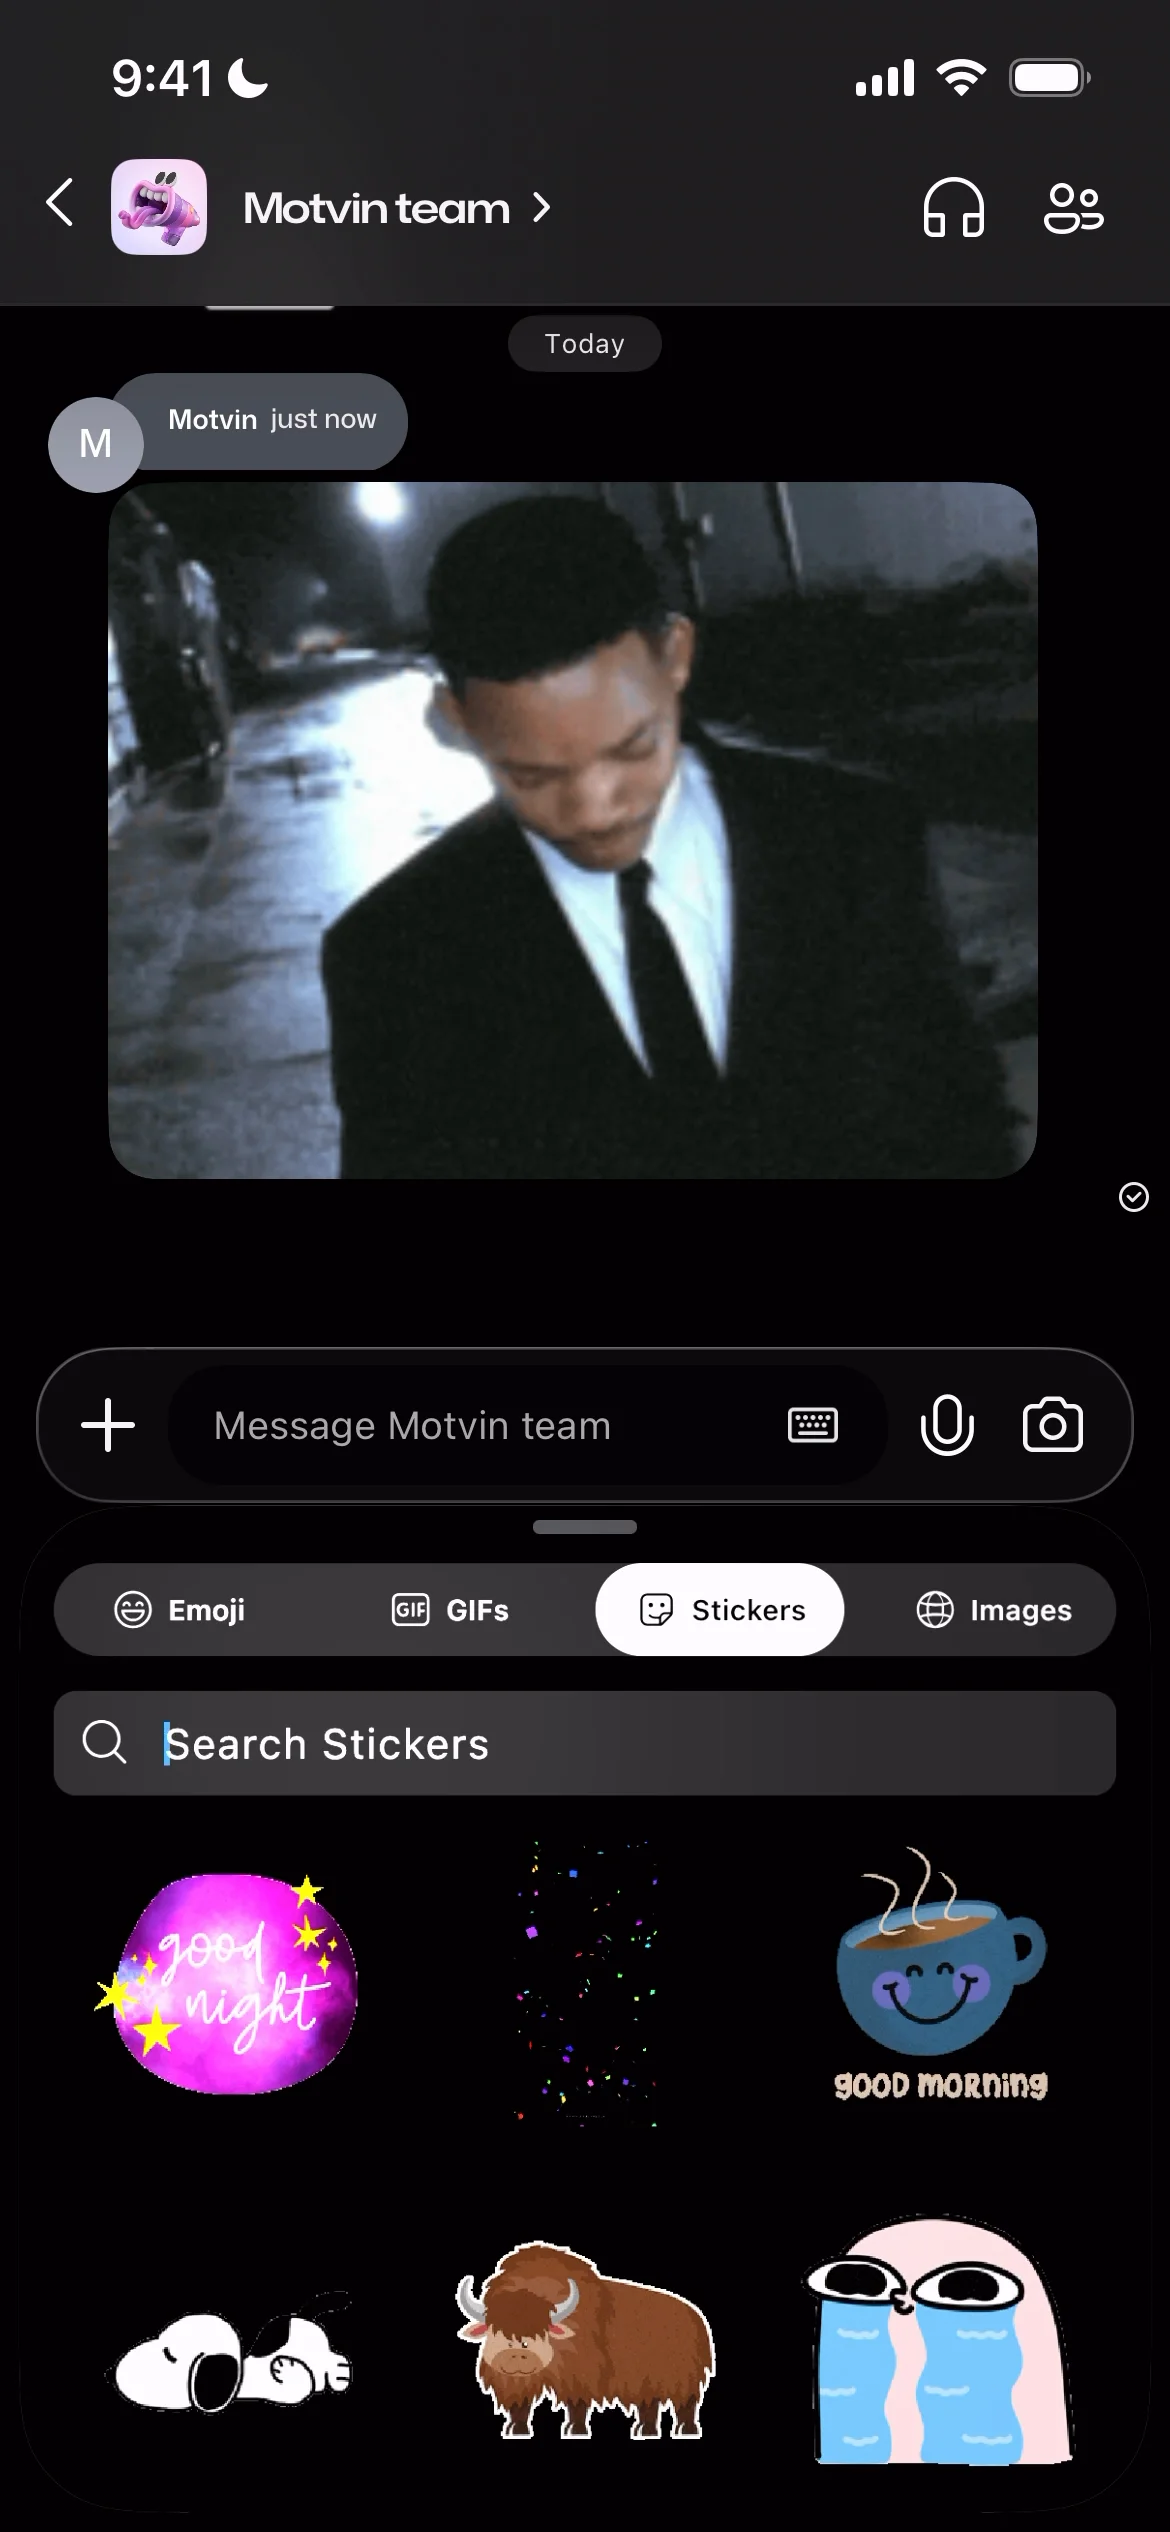 9:41
Motvin team
Today
M
Motvin just now
Message Motvin team
Emoji
GIF GIFs
Stickers
Images
Search Stickers
good
night
GOOD MORNING